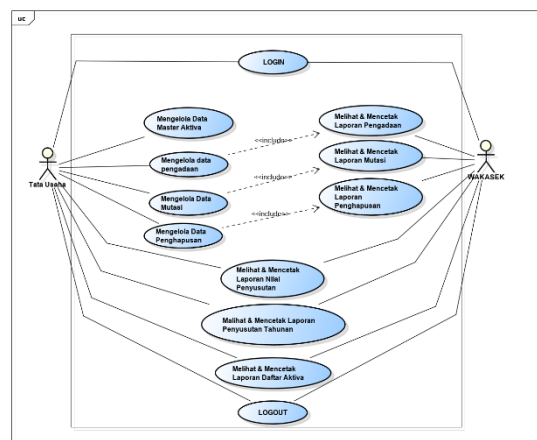 uc
LOGIN
Mengelola Data
Master Aktiva
Melihat & Mencetak
Laporan Pengadaan
<<include>>
Mengelola data
pengadaan
Melihat & Mencetak
Laporan Mutasi
<<include>>
Tata Usaha
WAKASEK
Mengelola Data
Mutasi
Melihat & Mencetak
Laporan
Penghapusan
<<include>>
Mengelola Data
Penghapusan
Melihat & Mencetak
Laporan Nilai
Penyusutan
Malihat & Mencetak Laporan
Penyusutan Tahunan
Melihat & Mencetak
Laporan Daftar Aktiva
LOGOUT